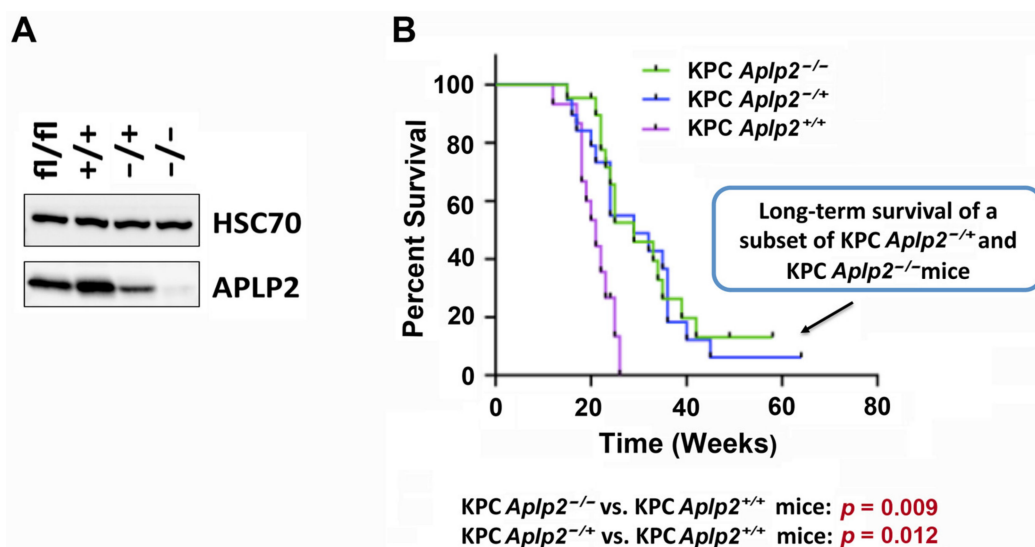 A
fl/fl
+/+
-/+
-/-
HSC70
APLP2
B
KPC Aplp2−/−
KPC Aplp2−/+
KPC Aplp2+/+
Percent Survival
100
80
60
40
20
0
0 20 40 60 80
Time (Weeks)
Long-term survival of a
subset of KPC Aplp2−/+ and
KPC Aplp2−/− mice
KPC Aplp2−/− vs. KPC Aplp2+/+ mice: p = 0.009
KPC Aplp2−/+ vs. KPC Aplp2+/+ mice: p = 0.012